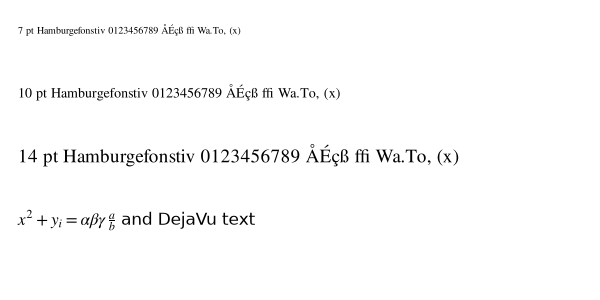 7 pt Hamburgefonstiv 0123456789 ÅÉçß ffi Wa.To, (x)
10 pt Hamburgefonstiv 0123456789 ÅÉçß ffi Wa.To, (x)
14 pt Hamburgefonstiv 0123456789 ÅÉçß ffi Wa.To, (x)
x² + yᵢ = αβγ a/b and DejaVu text